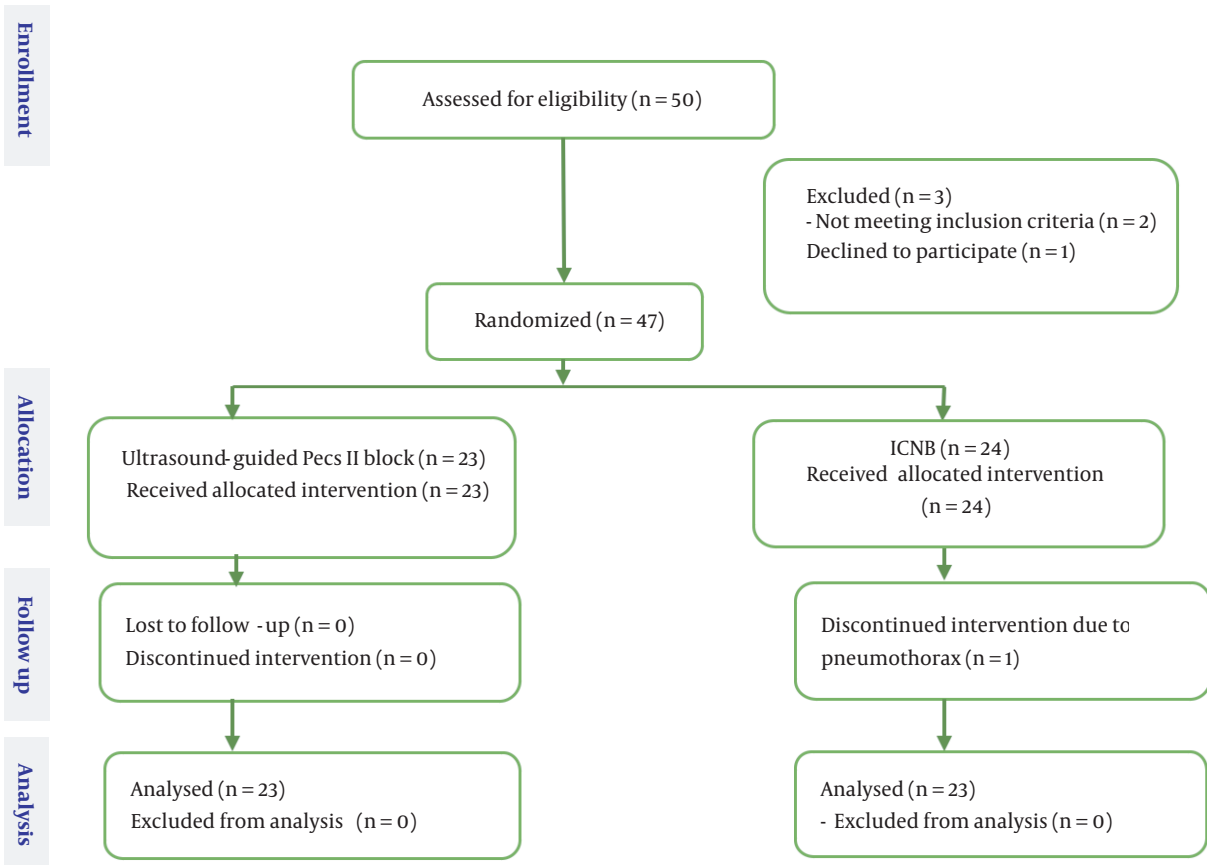 Enrollment
Assessed for eligibility (n = 50)
Excluded (n = 3)
- Not meeting inclusion criteria (n = 2)
Declined to participate (n = 1)
Randomized (n = 47)
Allocation
Ultrasound-guided Pecs II block (n = 23)
Received allocated intervention (n = 23)
ICNB (n = 24)
Received allocated intervention
(n = 24)
Follow up
Lost to follow -up (n = 0)
Discontinued intervention (n = 0)
Discontinued intervention due to
pneumothorax (n = 1)
Analysis
Analysed (n = 23)
Excluded from analysis (n = 0)
Analysed (n = 23)
- Excluded from analysis (n = 0)